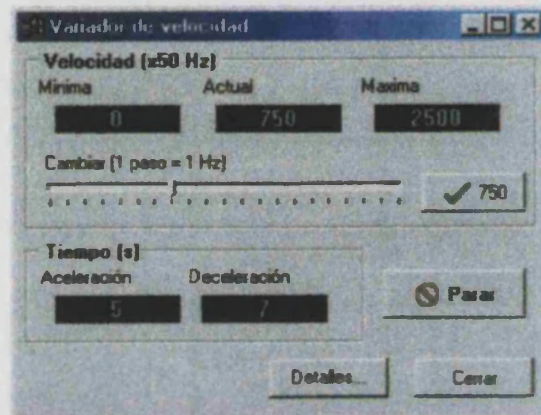 Variador de velocidad
Velocidad (x50 Hz)
Minima Actual Maxima
0 750 2500
Cambiar (1 paso = 1 Hz)
750
Tiempo (s)
Aceleración Deceleración
5 7
Parar
Detalles... Cerrar